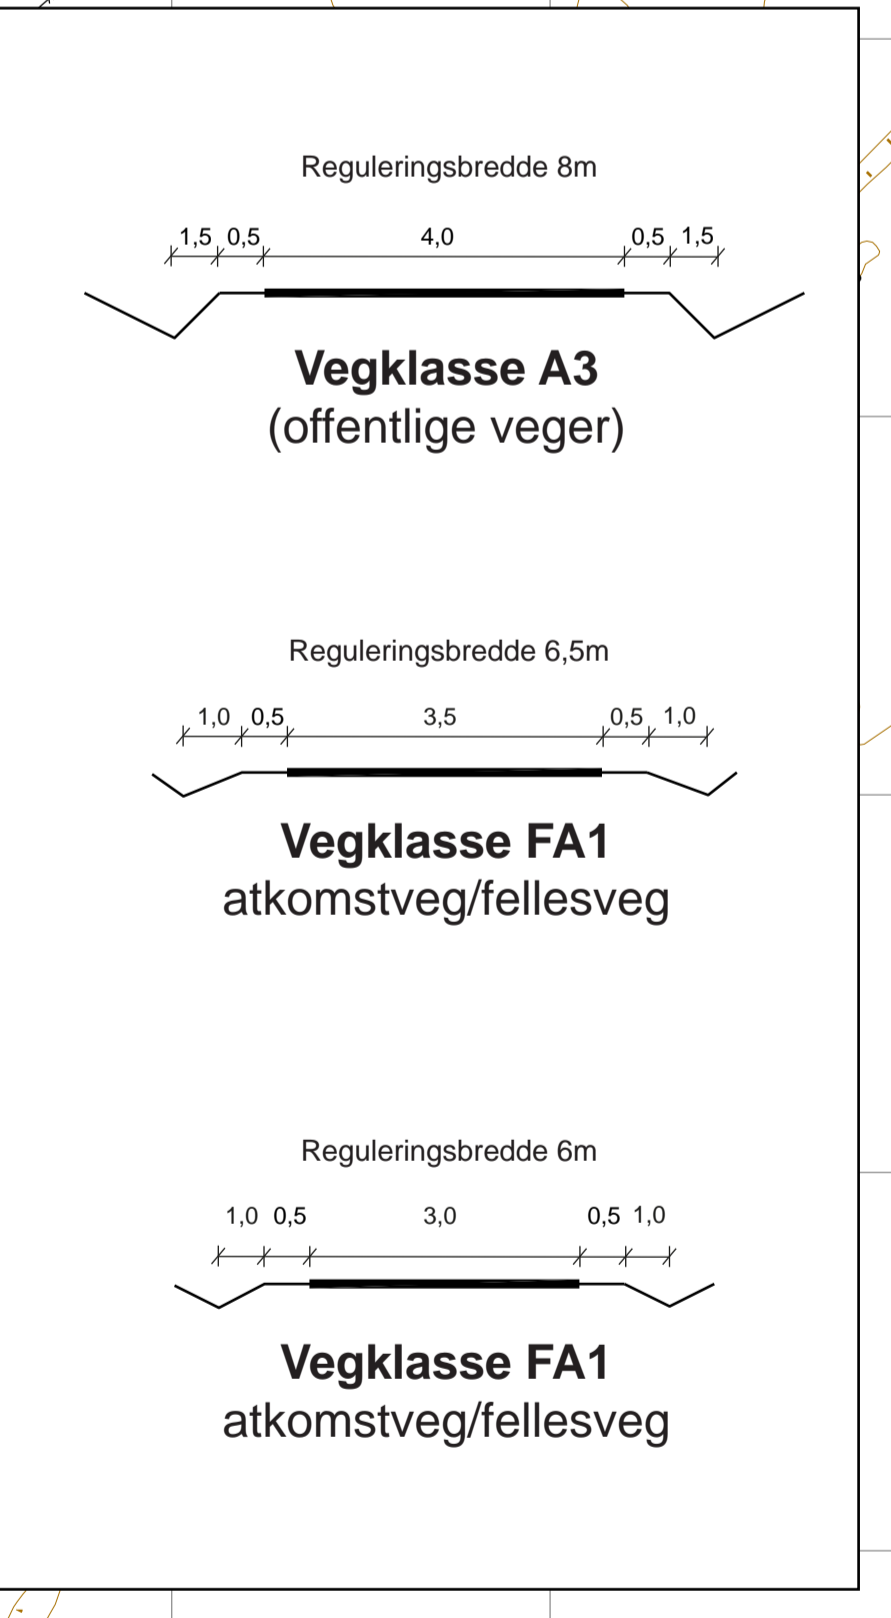 Reguleringsbredde 8m
1,5 0,5 4,0 0,5 1,5
Vegklasse A3
(offentlige veger)
Reguleringsbredde 6,5m
1,0 0,5 3,5 0,5 1,0
Vegklasse FA1
atkomstveg/fellesveg
Reguleringsbredde 6m
1,0 0,5 3,0 0,5 1,0
Vegklasse FA1
atkomstveg/fellesveg